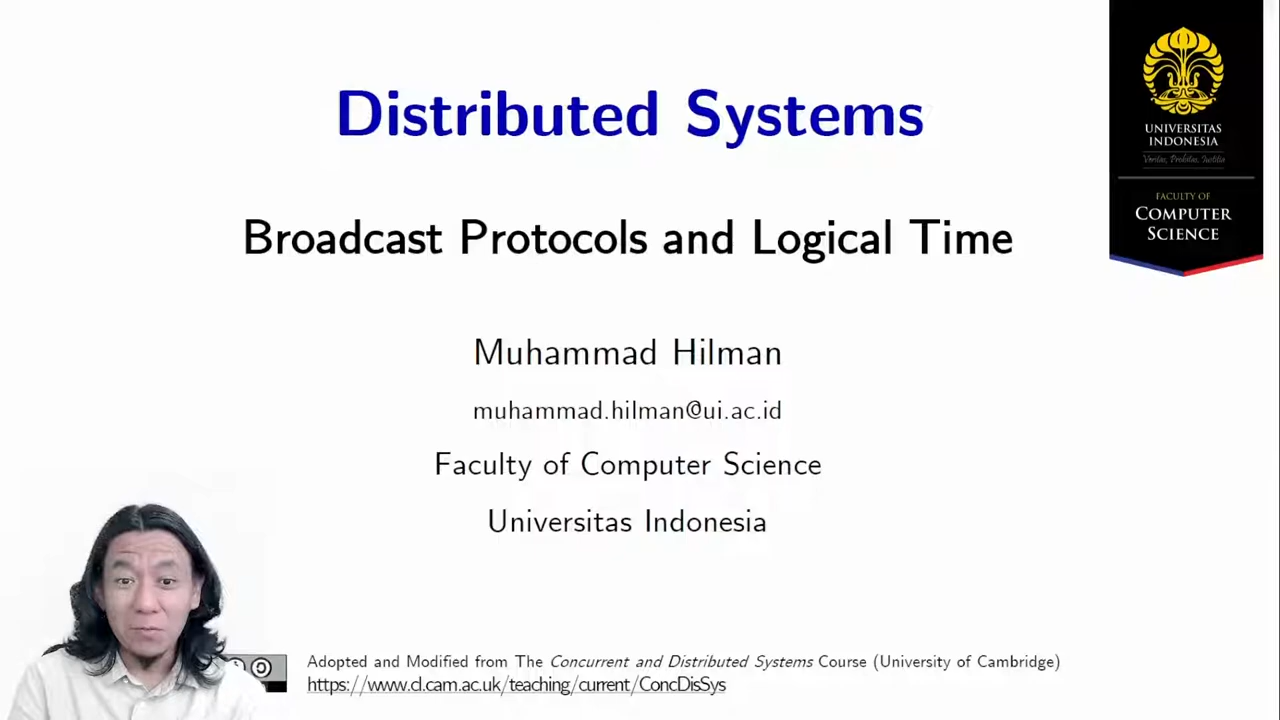 Distributed Systems
Broadcast Protocols and Logical Time
Muhammad Hilman
muhammad.hilman@ui.ac.id
Faculty of Computer Science
Universitas Indonesia
UNIVERSITAS
INDONESIA
Veritas, Probitas, Iustitia
FACULTY OF
COMPUTER
SCIENCE
Adopted and Modified from The Concurrent and Distributed Systems Course (University of Cambridge)
https://www.cl.cam.ac.uk/teaching/current/ConcDisSys